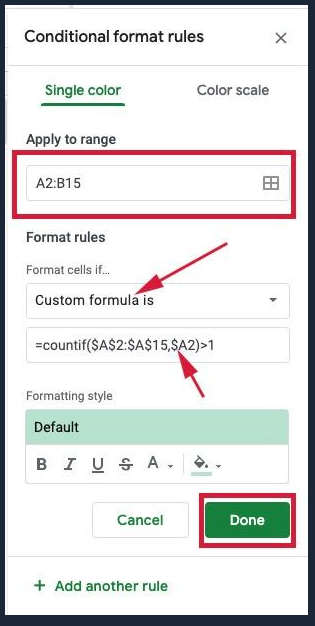 Conditional format rules
Single color
Color scale
Apply to range
A2:B15
Format rules
Format cells if…
Custom formula is
=countif($A$2:$A$15,$A2)>1
Formatting style
Default
B I U S A
Cancel
Done
+ Add another rule